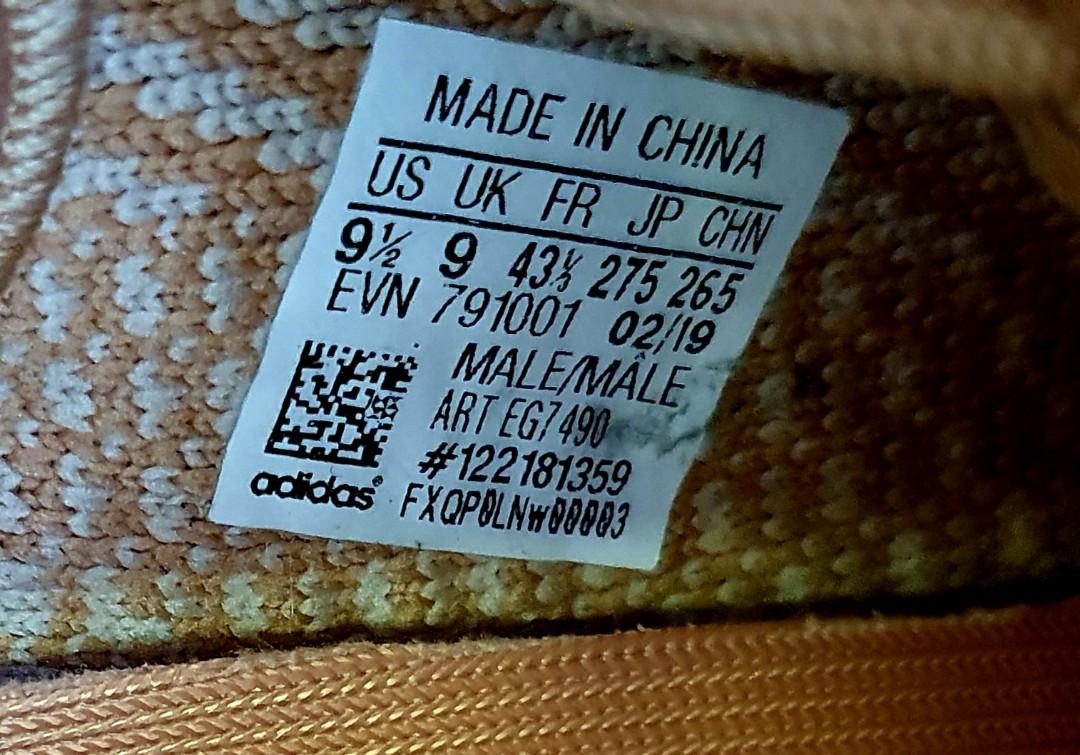 MADE IN CHINA
US UK FR JP CHN
9½ 9 43⅓ 275 265
EVN 791001 02/19
MALE/MÂLE
ART EG7490
#122181359
adidas® FXQP0LNW00003